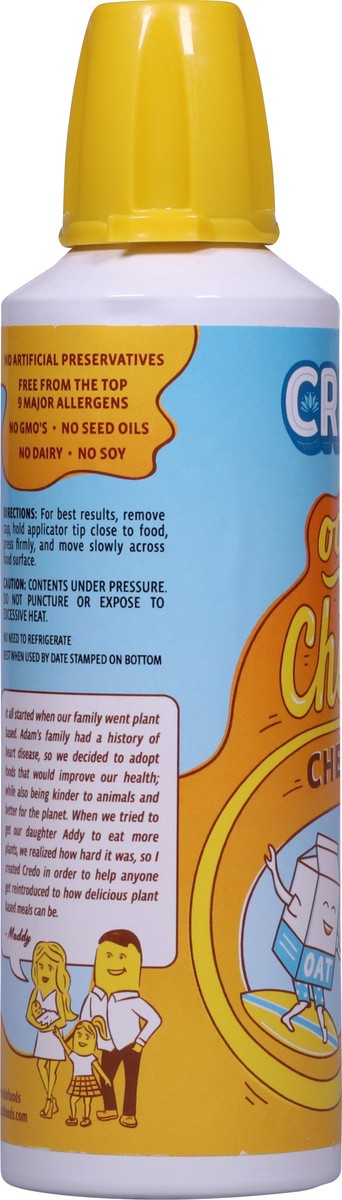 NO ARTIFICIAL PRESERVATIVES
FREE FROM THE TOP
9 MAJOR ALLERGENS
NO GMO'S • NO SEED OILS
NO DAIRY • NO SOY
DIRECTIONS: For best results, remove
cap, hold applicator tip close to food,
press firmly, and move slowly across
food surface.
CAUTION: CONTENTS UNDER PRESSURE.
DO NOT PUNCTURE OR EXPOSE TO
EXCESSIVE HEAT.
NO NEED TO REFRIGERATE
BEST WHEN USED BY DATE STAMPED ON BOTTOM
It all started when our family went plant
based. Adam's family had a history of
heart disease, so we decided to adopt
foods that would improve our health;
while also being kinder to animals and
better for the planet. When we tried to
get our daughter Addy to eat more
plants, we realized how hard it was, so I
created Credo in order to help anyone
get reintroduced to how delicious plant
based meals can be.
- Maddy
foods
foods.com
CR
Ch
CHE
OAT